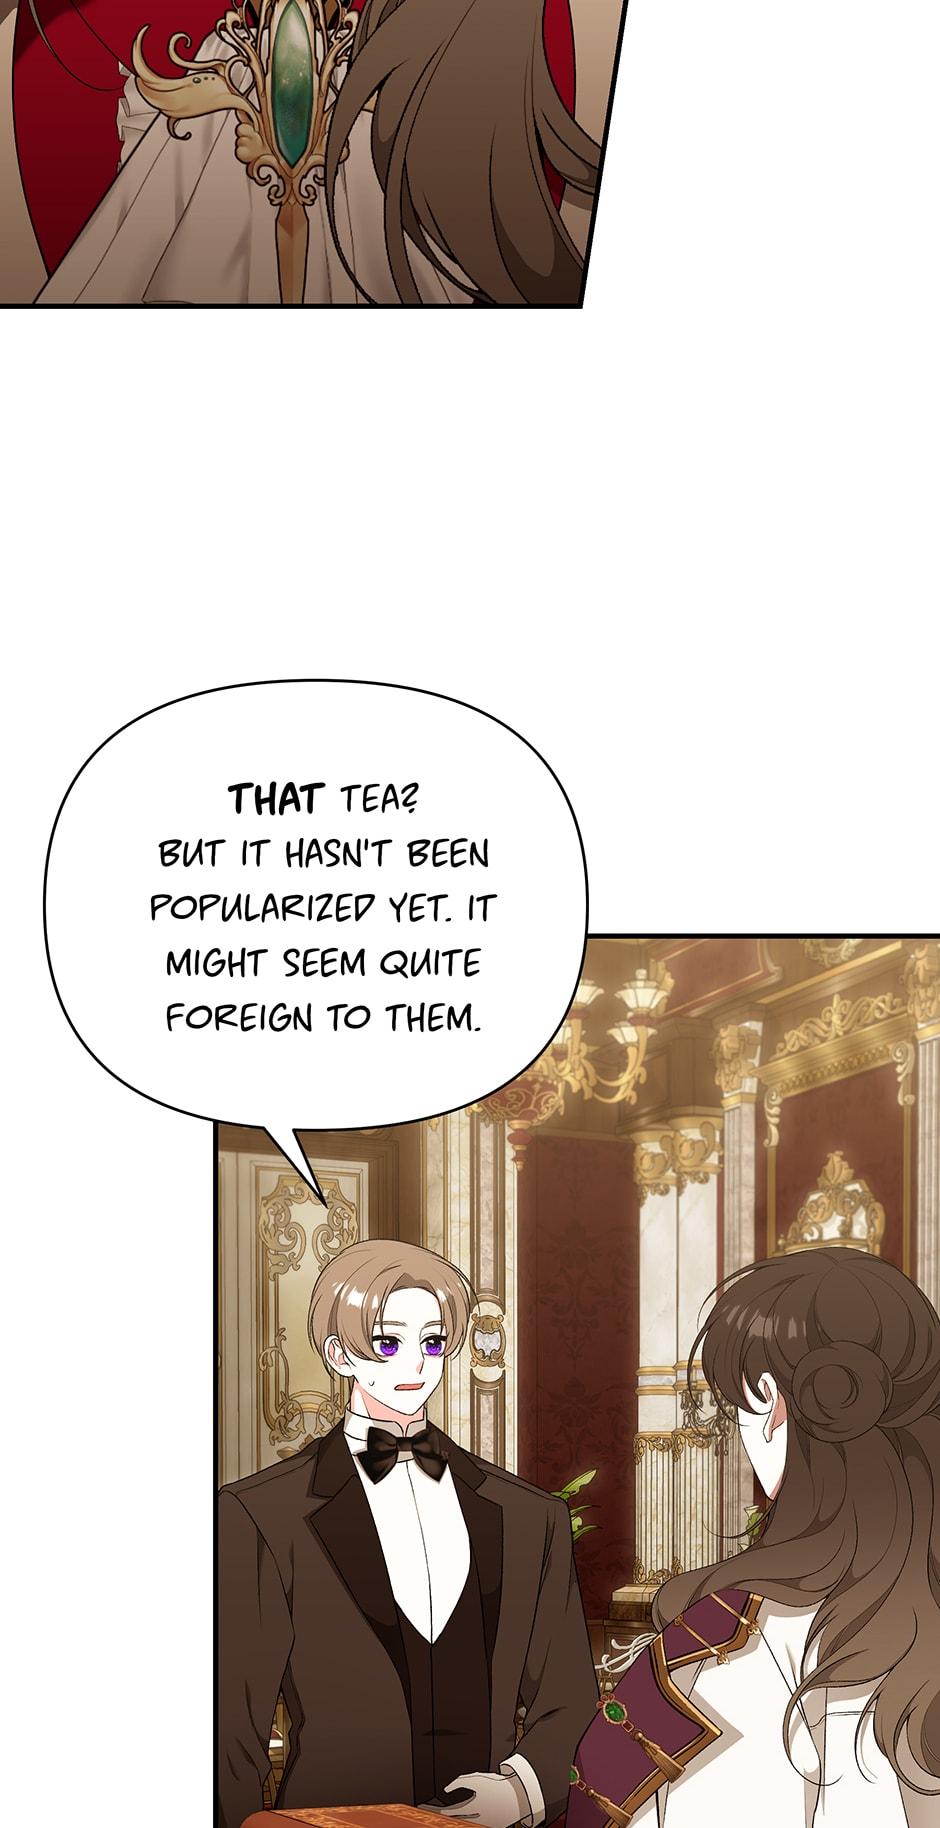 THAT TEA?
BUT IT HASN'T BEEN
POPULARIZED YET. IT
MIGHT SEEM QUITE
FOREIGN TO THEM.